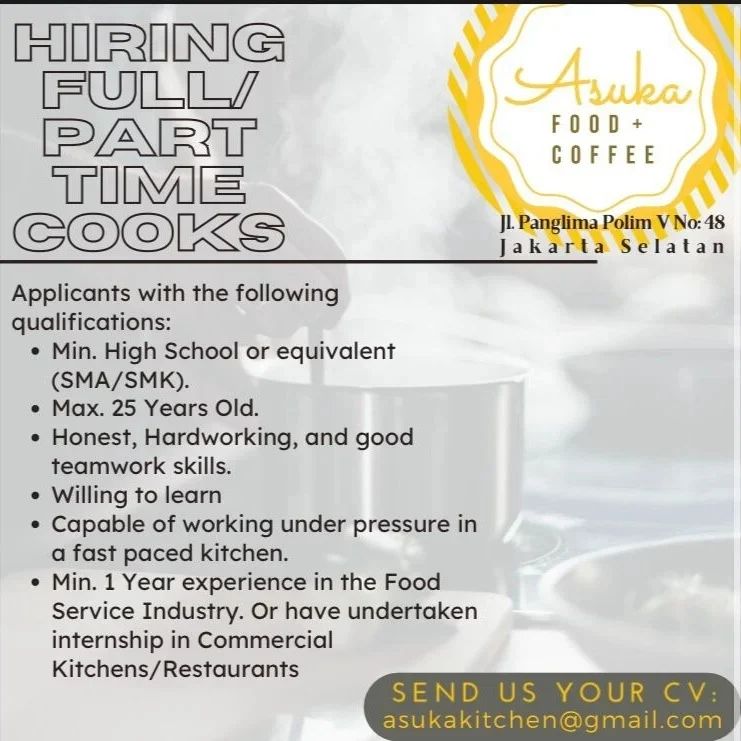 HIRING
FULL/
PART
TIME
COOKS
Asuka
FOOD +
COFFEE
Jl. Panglima Polim V No: 48
Jakarta Selatan
Applicants with the following
qualifications:
• Min. High School or equivalent
(SMA/SMK).
• Max. 25 Years Old.
• Honest, Hardworking, and good
teamwork skills.
• Willing to learn
• Capable of working under pressure in
a fast paced kitchen.
• Min. 1 Year experience in the Food
Service Industry. Or have undertaken
internship in Commercial
Kitchens/Restaurants
SEND US YOUR CV:
asukakitchen@gmail.com